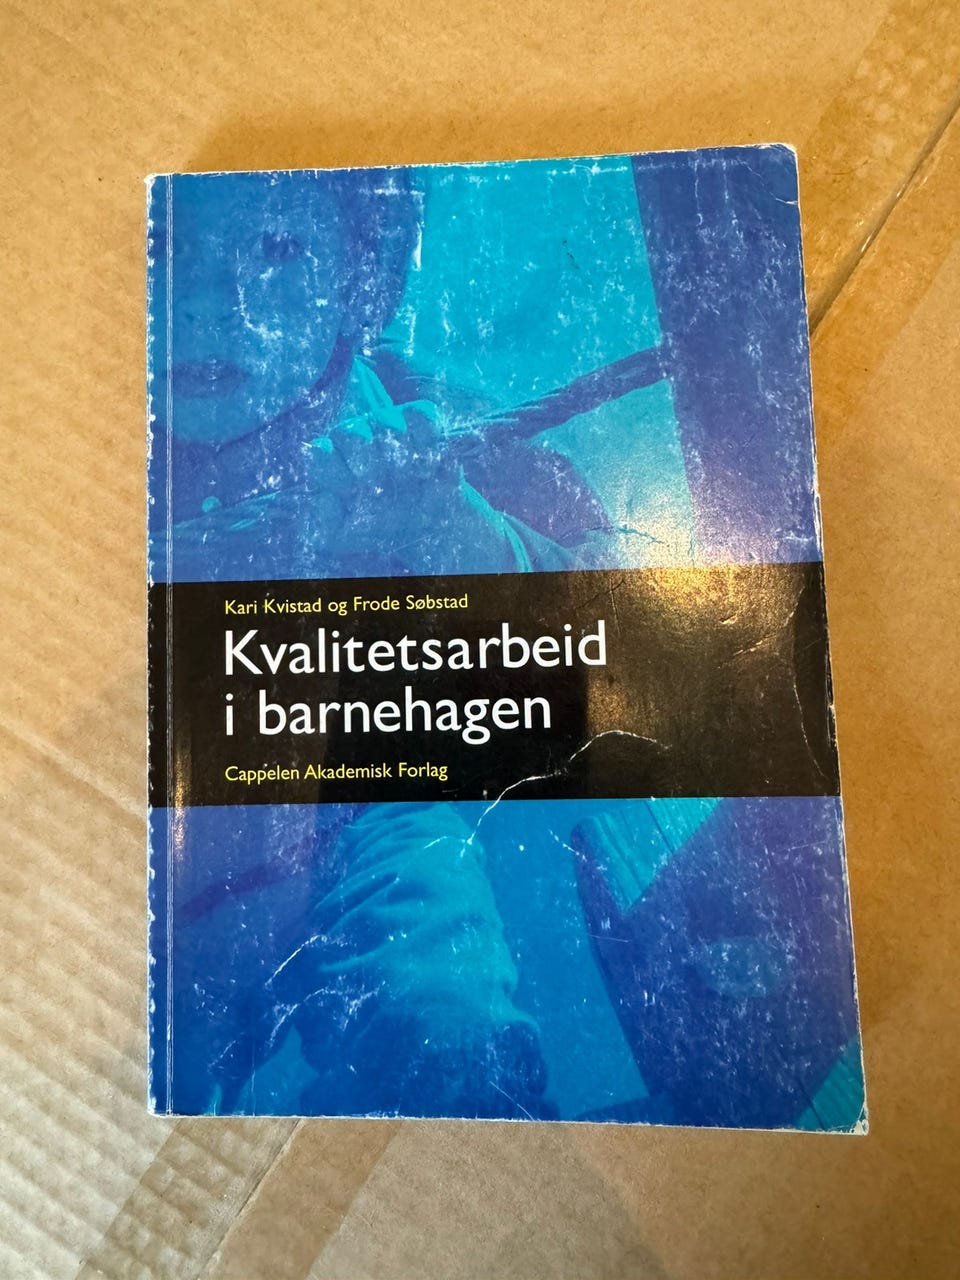 Kari Kvistad og Frode Søbstad
Kvalitetsarbeid
i barnehagen
Cappelen Akademisk Forlag